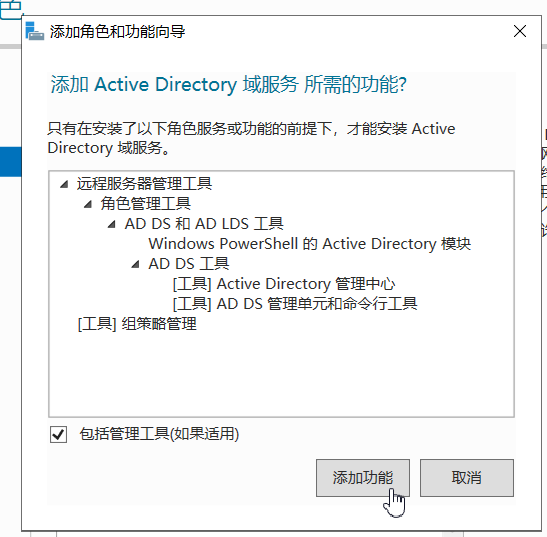 色
添加角色和功能向导
添加 Active Directory 域服务 所需的功能?
只有在安装了以下角色服务或功能的前提下，才能安装 Active
Directory 域服务。
远程服务器管理工具
角色管理工具
AD DS 和 AD LDS 工具
Windows PowerShell 的 Active Directory 模块
AD DS 工具
[工具] Active Directory 管理中心
[工具] AD DS 管理单元和命令行工具
[工具] 组策略管理
包括管理工具(如果适用)
添加功能
取消